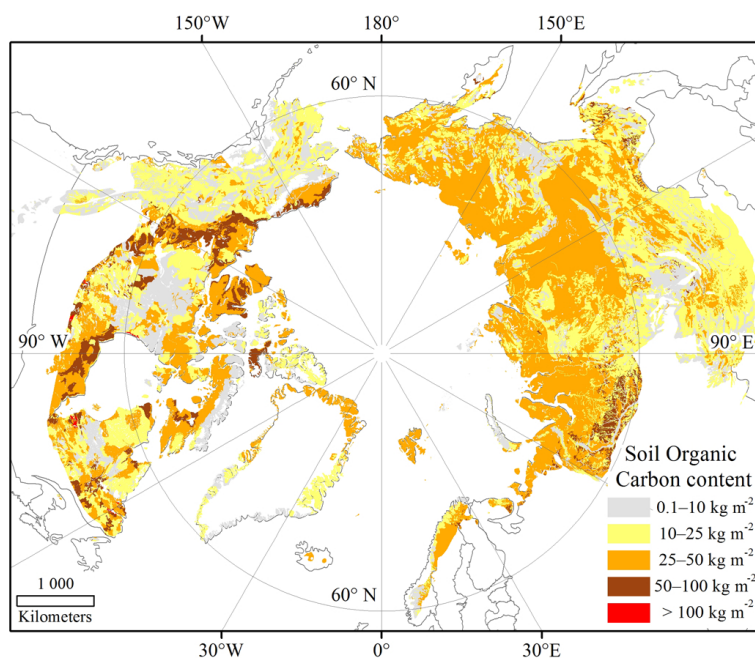 150°W 180° 150°E
60° N
90° W 90° E
Soil Organic
Carbon content
0.1–10 kg m-2
10–25 kg m-2
25–50 kg m-2
50–100 kg m-2
> 100 kg m-2
1 000
Kilometers
60° N
30°W 0° 30°E